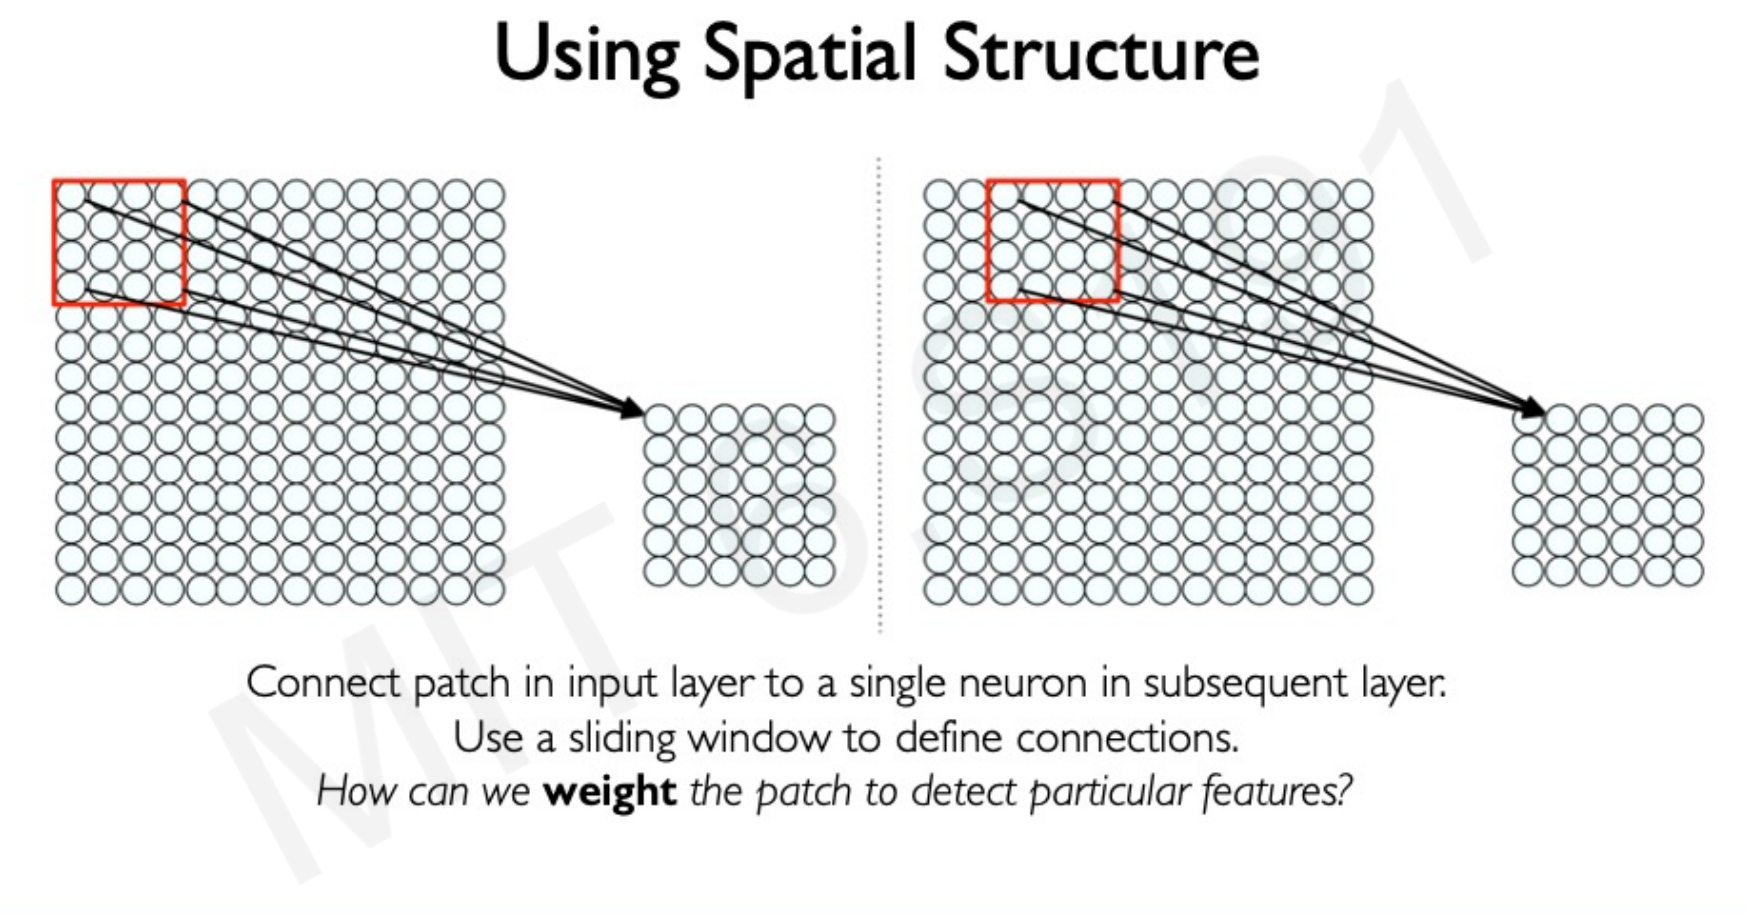 Using Spatial Structure
Connect patch in input layer to a single neuron in subsequent layer.
Use a sliding window to define connections.
How can we weight the patch to detect particular features?
MIT 6.S191